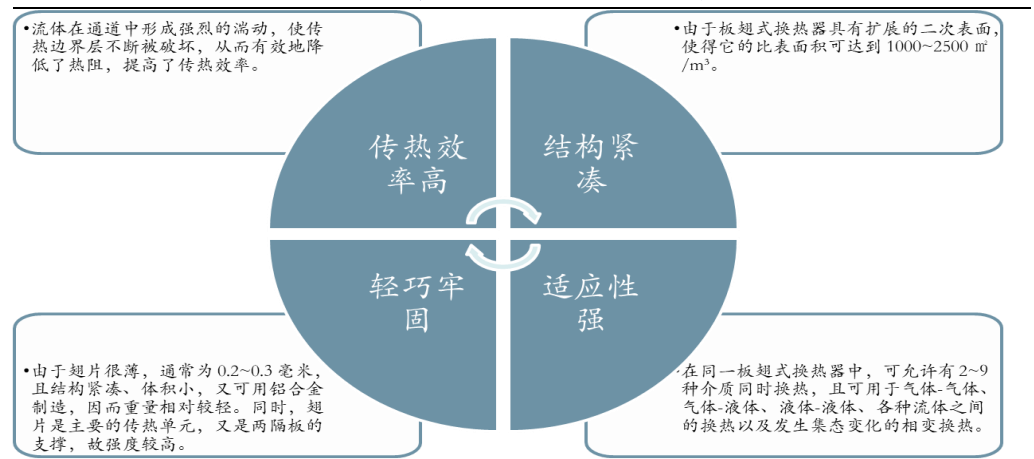 •流体在通道中形成强烈的湍动，使传
热边界层不断被破坏，从而有效地降
低了热阻，提高了传热效率。
•由于板翅式换热器具有扩展的二次表面，
使得它的比表面积可达到1000~2500 ㎡
/m³。
传热效
率高
结构紧
凑
轻巧牢
固
适应性
强
•由于翅片很薄，通常为0.2~0.3毫米，
且结构紧凑、体积小，又可用铝合金
制造，因而重量相对较轻。同时，翅
片是主要的传热单元，又是两隔板的
支撑，故强度较高。
•在同一板翅式换热器中，可允许有2~9
种介质同时换热，且可用于气体-气体、
气体-液体、液体-液体、各种流体之间
的换热以及发生集态变化的相变换热。